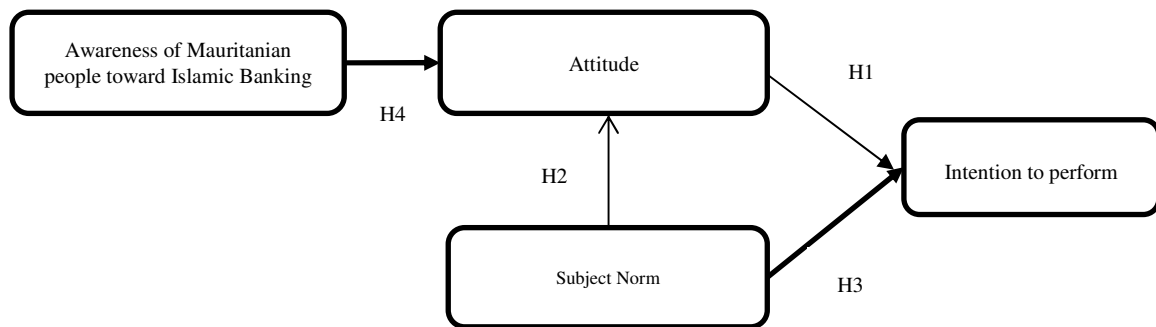 Awareness of Mauritanian
people toward Islamic Banking
H4
Attitude
H1
H2
Intention to perform
Subject Norm
H3